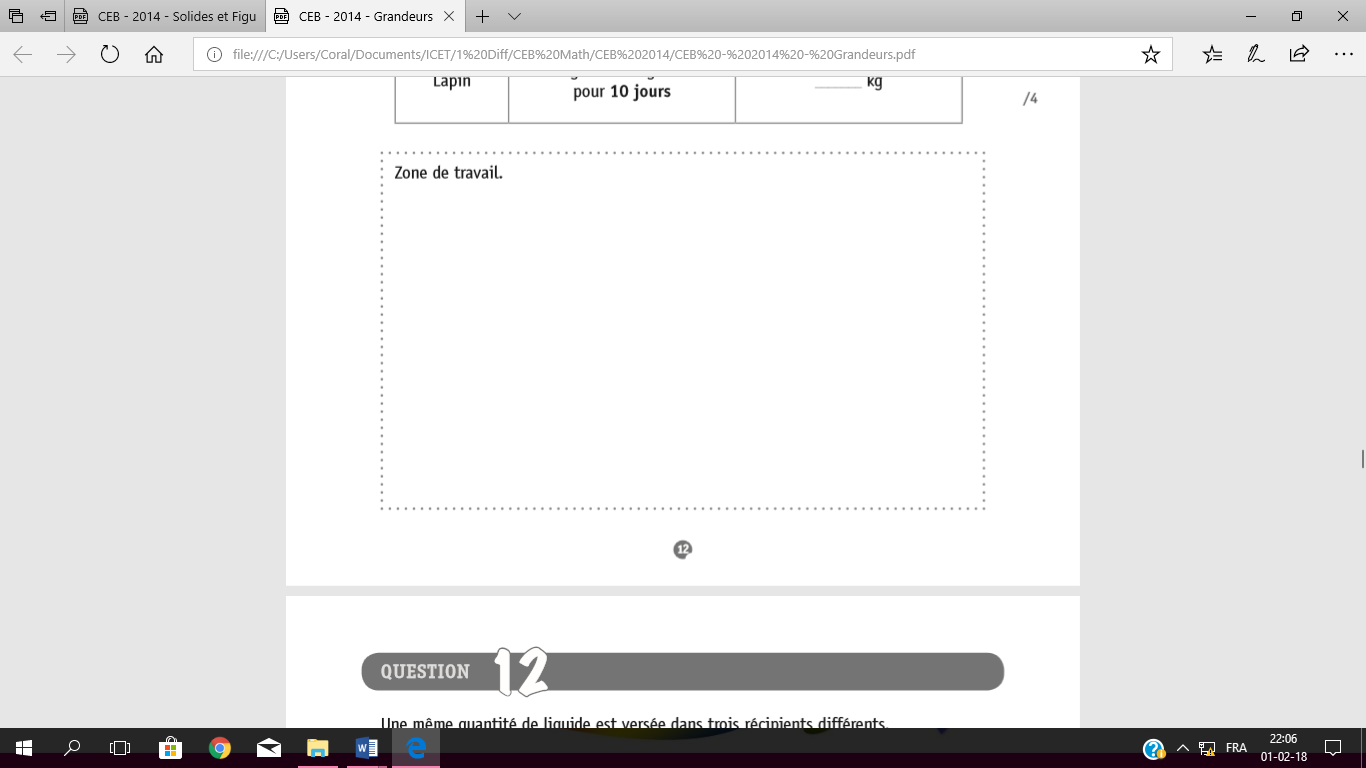 CEB - 2014 - Solides et Figu
CEB - 2014 - Grandeurs
file:///C:/Users/Coral/Documents/ICET/1%20Diff/CEB%20Math/CEB%202014/CEB%20-%202014%20-%20Grandeurs.pdf
Lapin
pour 10 jours
______ kg
/4
Zone de travail.
12
QUESTION 12
Une même quantité de liquide est versée dans trois récipients différents.
FRA
22:06
01-02-18